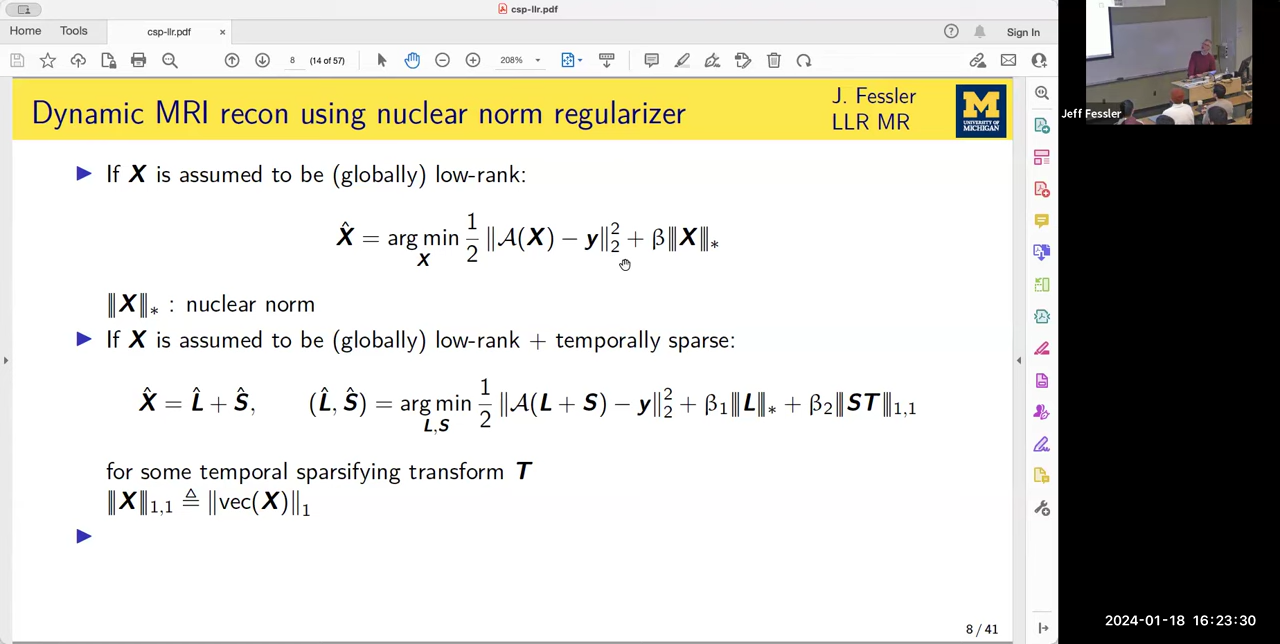 csp-llr.pdf
Home Tools csp-llr.pdf × Sign In
8 (14 of 57) 208%
Dynamic MRI recon using nuclear norm regularizer
J. Fessler
LLR MR
M
UNIVERSITY OF MICHIGAN
▶ If X is assumed to be (globally) low-rank:
X̂ = arg min_X 1/2 ‖𝒜(X) − y‖₂² + β⦀X⦀_*
⦀X⦀_* : nuclear norm
▶ If X is assumed to be (globally) low-rank + temporally sparse:
X̂ = L̂ + Ŝ, (L̂, Ŝ) = arg min_{L,S} 1/2 ‖𝒜(L + S) − y‖₂² + β₁⦀L⦀_* + β₂⦀ST⦀_{1,1}
for some temporal sparsifying transform T
⦀X⦀_{1,1} ≜ ‖vec(X)‖₁
▶
8 / 41
Jeff Fessler
2024-01-18 16:23:30